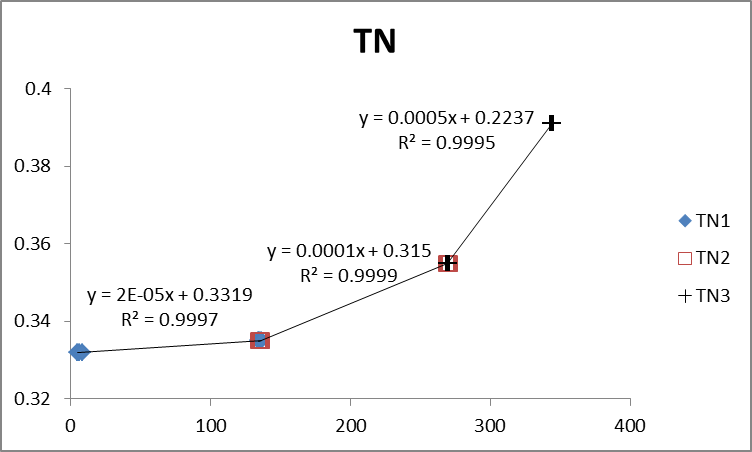 TN
0.4
y = 0.0005x + 0.2237
R² = 0.9995
0.38
0.36
y = 0.0001x + 0.315
R² = 0.9999
y = 2E-05x + 0.3319
R² = 0.9997
0.34
0.32
0 100 200 300 400
TN1
TN2
TN3